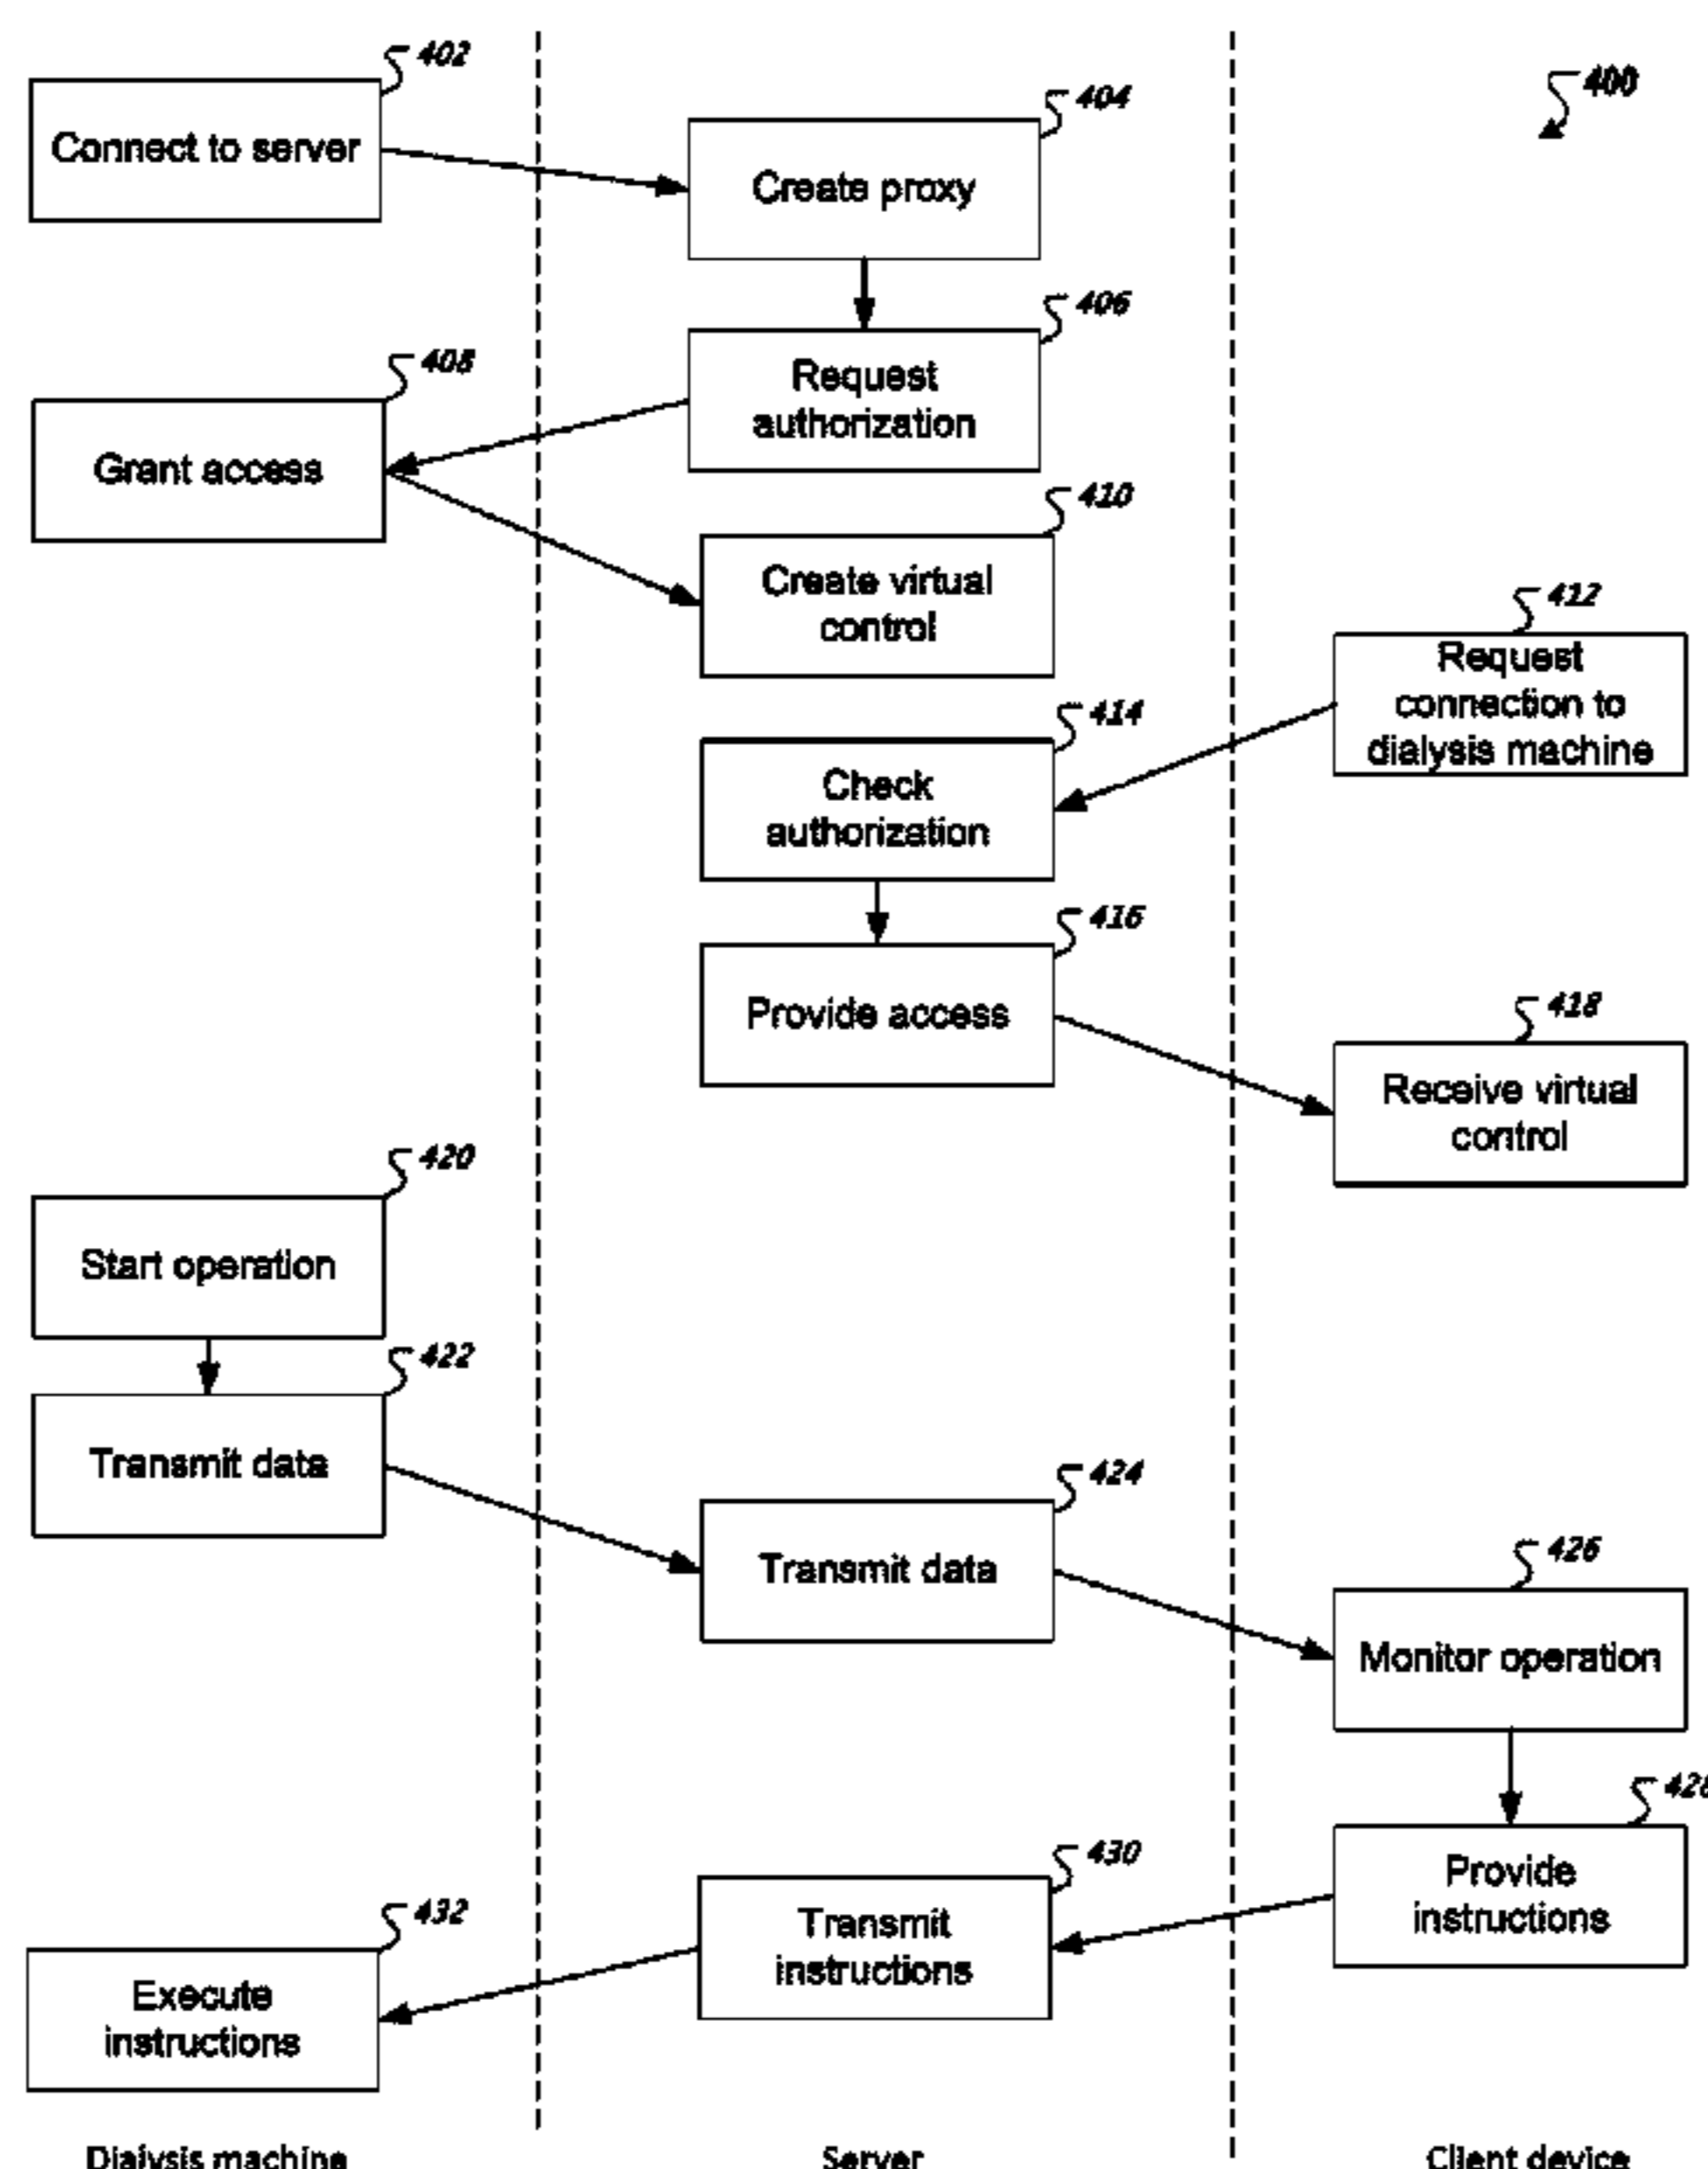 402
400
Connect to server
404
Create proxy
406
408
Request
authorization
Grant access
410
Create virtual
control
412
Request
connection to
dialysis machine
414
Check
authorization
416
Provide access
418
Receive virtual
control
420
Start operation
422
Transmit data
424
Transmit data
426
Monitor operation
428
Provide
instructions
430
Transmit
instructions
432
Execute
instructions
Dialysis machine
Server
Client device